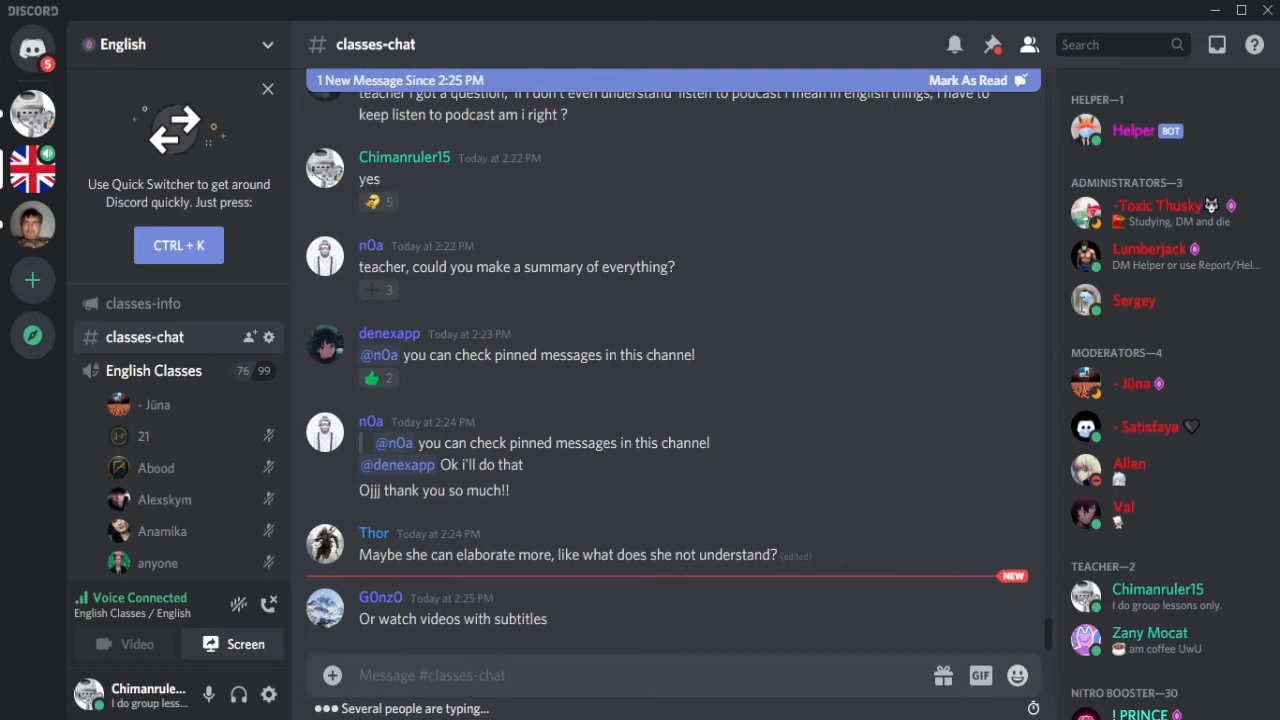 DISCORD
5
English
Use Quick Switcher to get around
Discord quickly. Just press:
CTRL + K
classes-info
# classes-chat
English Classes 76 99
- Jüna
21
Abood
Alexskym
Anamika
anyone
Voice Connected
English Classes / English
Video
Screen
Chimanrule...
I do group less...
# classes-chat
Search
1 New Message Since 2:25 PM Mark As Read
teacher i got a question, if i don't even understand listen to podcast i mean in english things, i have to
keep listen to podcast am i right ?
Chimanruler15 Today at 2:22 PM
yes
5
n0a Today at 2:22 PM
teacher, could you make a summary of everything?
3
denexapp Today at 2:23 PM
@n0a you can check pinned messages in this channel
2
n0a Today at 2:24 PM
@n0a you can check pinned messages in this channel
@denexapp Ok i'll do that
Ojjj thank you so much!!
Thor Today at 2:24 PM
Maybe she can elaborate more, like what does she not understand? (edited)
NEW
G0nz0 Today at 2:25 PM
Or watch videos with subtitles
Message #classes-chat
GIF
Several people are typing...
HELPER—1
Helper BOT
ADMINISTRATORS—3
-Toxic Thusky
Studying, DM and die
Lumberjack
DM Helper or use Report/Hel...
Sergey
MODERATORS—4
- Jüna
- Satisfaya
Allen
Val
TEACHER—2
Chimanruler15
I do group lessons only.
Zany Mocat
am coffee UwU
NITRO BOOSTER—30
! PRINCE